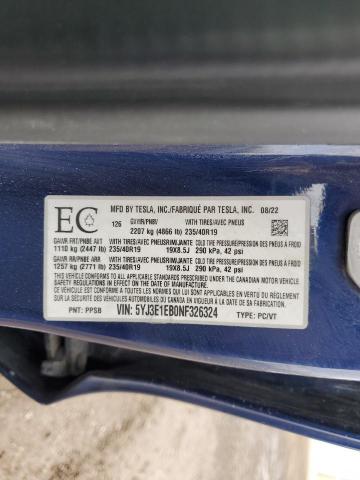 EC
MFD BY TESLA, INC./FABRIQUÉ PAR TESLA, INC. 08/22
126 GVWR/PNBV WITH TIRES/AVEC PNEUS
2207 kg (4866 lb) 235/40R19
GAWR FRT/PNBE AVT WITH TIRES/AVEC PNEUS RIM/JANTE COLD TIRE PRESSURE/PRESSION DES PNEUS A FROID
1110 kg (2447 lb) 235/40R19 19X8.5J 290 kPa, 42 psi
GAWR RR/PNBE ARR WITH TIRES/AVEC PNEUS RIM/JANTE COLD TIRE PRESSURE/PRESSION DES PNEUS A FROID
1257 kg (2771 lb) 235/40R19 19X8.5J 290 kPa, 42 psi
THIS VEHICLE CONFORMS TO ALL APPLICABLE STANDARDS PRESCRIBED UNDER THE CANADIAN MOTOR VEHICLE
SAFETY REGULATIONS IN EFFECT ON THE DATE OF MANUFACTURE
CE VÉHICULE EST CONFORME À TOUTES LES NORMES QUI LUI SONT APPLICABLES EN VERTU DU RÈGLEMENT
SUR LA SÉCURITÉ DES VÉHICULES AUTOMOBILES DU CANADA EN VIGUEUR À LA DATE DE SA FABRICATION
PNT: PPSB VIN: 5YJ3E1EB0NF326324 TYPE: PC/VT